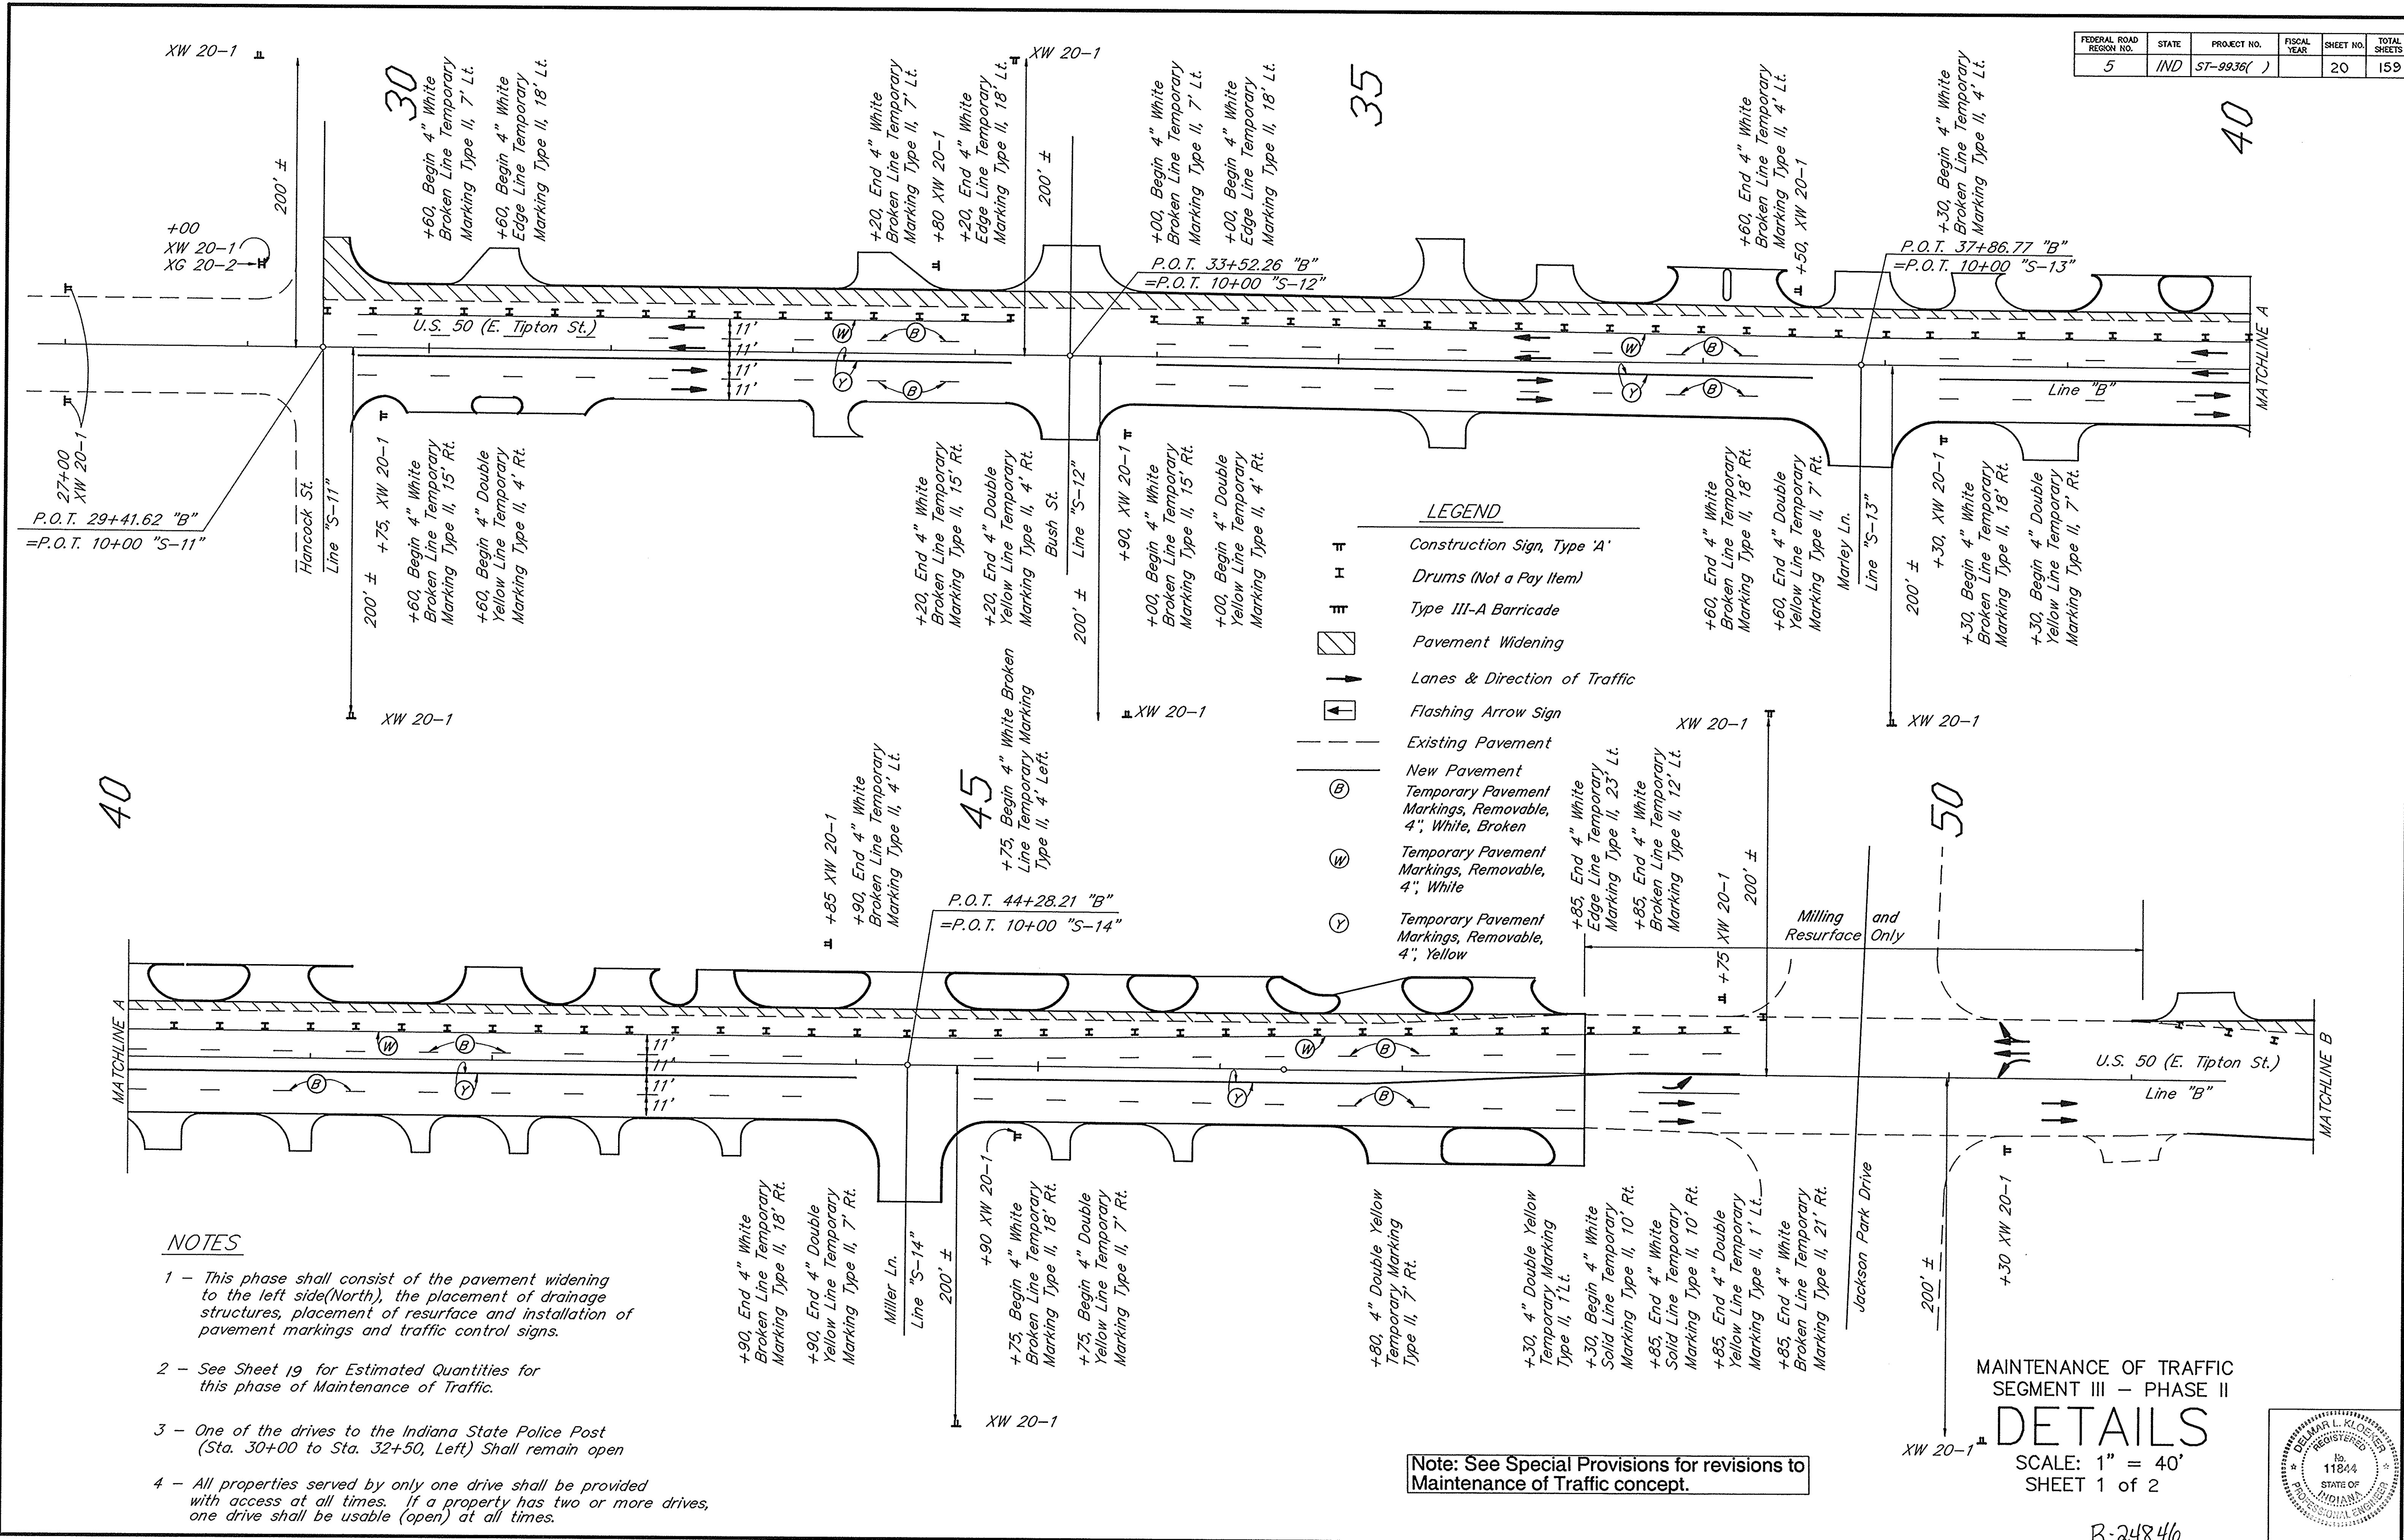 FEDERAL ROAD REGION NO. STATE PROJECT NO. FISCAL YEAR SHEET NO. TOTAL SHEETS
5 IND ST-9936( ) 20 159
XW 20-1
200' ±
30
+60, Begin 4" White
Broken Line Temporary
Marking Type II, 7' Lt.
+60, Begin 4" White
Edge Line Temporary
Marking Type II, 18' Lt.
+20, End 4" White
Broken Line Temporary
Marking Type II, 7' Lt.
+80 XW 20-1
+20, End 4" White
Edge Line Temporary
Marking Type II, 18' Lt.
XW 20-1
200' ±
+00, Begin 4" White
Broken Line Temporary
Marking Type II, 7' Lt.
+00, Begin 4" White
Edge Line Temporary
Marking Type II, 18' Lt.
35
+60, End 4" White
Broken Line Temporary
Marking Type II, 4' Lt.
+50, XW 20-1
+30, Begin 4" White
Broken Line Temporary
Marking Type II, 4' Lt.
40
+00
XW 20-1
XG 20-2
P.O.T. 33+52.26 "B"
=P.O.T. 10+00 "S-12"
P.O.T. 37+86.77 "B"
=P.O.T. 10+00 "S-13"
U.S. 50 (E. Tipton St.)
11'
11'
11'
11'
W
B
Y
B
W
B
Y
B
Line "B"
MATCHLINE A
27+00
XW 20-1
P.O.T. 29+41.62 "B"
=P.O.T. 10+00 "S-11"
Hancock St.
Line "S-11"
200' ±
+75, XW 20-1
+60, Begin 4" White
Broken Line Temporary
Marking Type II, 15' Rt.
+60, Begin 4" Double
Yellow Line Temporary
Marking Type II, 4' Rt.
XW 20-1
+20, End 4" White
Broken Line Temporary
Marking Type II, 15' Rt.
+20, End 4" Double
Yellow Line Temporary
Marking Type II, 4' Rt.
Bush St.
Line "S-12"
200' ±
+90, XW 20-1
+00, Begin 4" White
Broken Line Temporary
Marking Type II, 15' Rt.
+00, Begin 4" Double
Yellow Line Temporary
Marking Type II, 4' Rt.
XW 20-1
+60, End 4" White
Broken Line Temporary
Marking Type II, 18' Rt.
+60, End 4" Double
Yellow Line Temporary
Marking Type II, 7' Rt.
Marley Ln.
Line "S-13"
200' ±
+30, XW 20-1
+30, Begin 4" White
Broken Line Temporary
Marking Type II, 18' Rt.
+30, Begin 4" Double
Yellow Line Temporary
Marking Type II, 7' Rt.
XW 20-1
LEGEND
Construction Sign, Type 'A'
Drums (Not a Pay Item)
Type III-A Barricade
Pavement Widening
Lanes & Direction of Traffic
Flashing Arrow Sign
Existing Pavement
New Pavement
B
Temporary Pavement
Markings, Removable,
4", White, Broken
W
Temporary Pavement
Markings, Removable,
4", White
Y
Temporary Pavement
Markings, Removable,
4", Yellow
40
+85 XW 20-1
+90, End 4" White
Broken Line Temporary
Marking Type II, 4' Lt.
45
+75, Begin 4" White Broken
Line Temporary Marking
Type II, 4' Left.
P.O.T. 44+28.21 "B"
=P.O.T. 10+00 "S-14"
+85, End 4" White
Edge Line Temporary
Marking Type II, 23' Lt.
+85, End 4" White
Broken Line Temporary
Marking Type II, 12' Lt.
XW 20-1
+75 XW 20-1
200' ±
Milling and
Resurface Only
50
MATCHLINE A
W
B
B
Y
11'
11'
11'
11'
W
B
Y
B
U.S. 50 (E. Tipton St.)
Line "B"
MATCHLINE B
+90, End 4" White
Broken Line Temporary
Marking Type II, 18' Rt.
+90, End 4" Double
Yellow Line Temporary
Marking Type II, 7' Rt.
Miller Ln.
Line "S-14"
200' ±
+90 XW 20-1
+75, Begin 4" White
Broken Line Temporary
Marking Type II, 18' Rt.
+75, Begin 4" Double
Yellow Line Temporary
Marking Type II, 7' Rt.
XW 20-1
+80, 4" Double Yellow
Temporary Marking
Type II, 7' Rt.
+30, 4" Double Yellow
Temporary Marking
Type II, 1'Lt.
+30, Begin 4" White
Solid Line Temporary
Marking Type II, 10' Rt.
+85, End 4" White
Solid Line Temporary
Marking Type II, 10' Rt.
+85, End 4" Double
Yellow Line Temporary
Marking Type II, 1' Lt.
+85, End 4" White
Broken Line Temporary
Marking Type II, 21' Rt.
Jackson Park Drive
200' ±
+30 XW 20-1
XW 20-1
NOTES
1 - This phase shall consist of the pavement widening
to the left side(North), the placement of drainage
structures, placement of resurface and installation of
pavement markings and traffic control signs.
2 - See Sheet 19 for Estimated Quantities for
this phase of Maintenance of Traffic.
3 - One of the drives to the Indiana State Police Post
(Sta. 30+00 to Sta. 32+50, Left) Shall remain open
4 - All properties served by only one drive shall be provided
with access at all times. If a property has two or more drives,
one drive shall be usable (open) at all times.
Note: See Special Provisions for revisions to
Maintenance of Traffic concept.
MAINTENANCE OF TRAFFIC
SEGMENT III - PHASE II
DETAILS
SCALE: 1" = 40'
SHEET 1 of 2
DELMAR L. KLOEKER
REGISTERED
No.
11844
STATE OF
INDIANA
PROFESSIONAL ENGINEER
R-24846